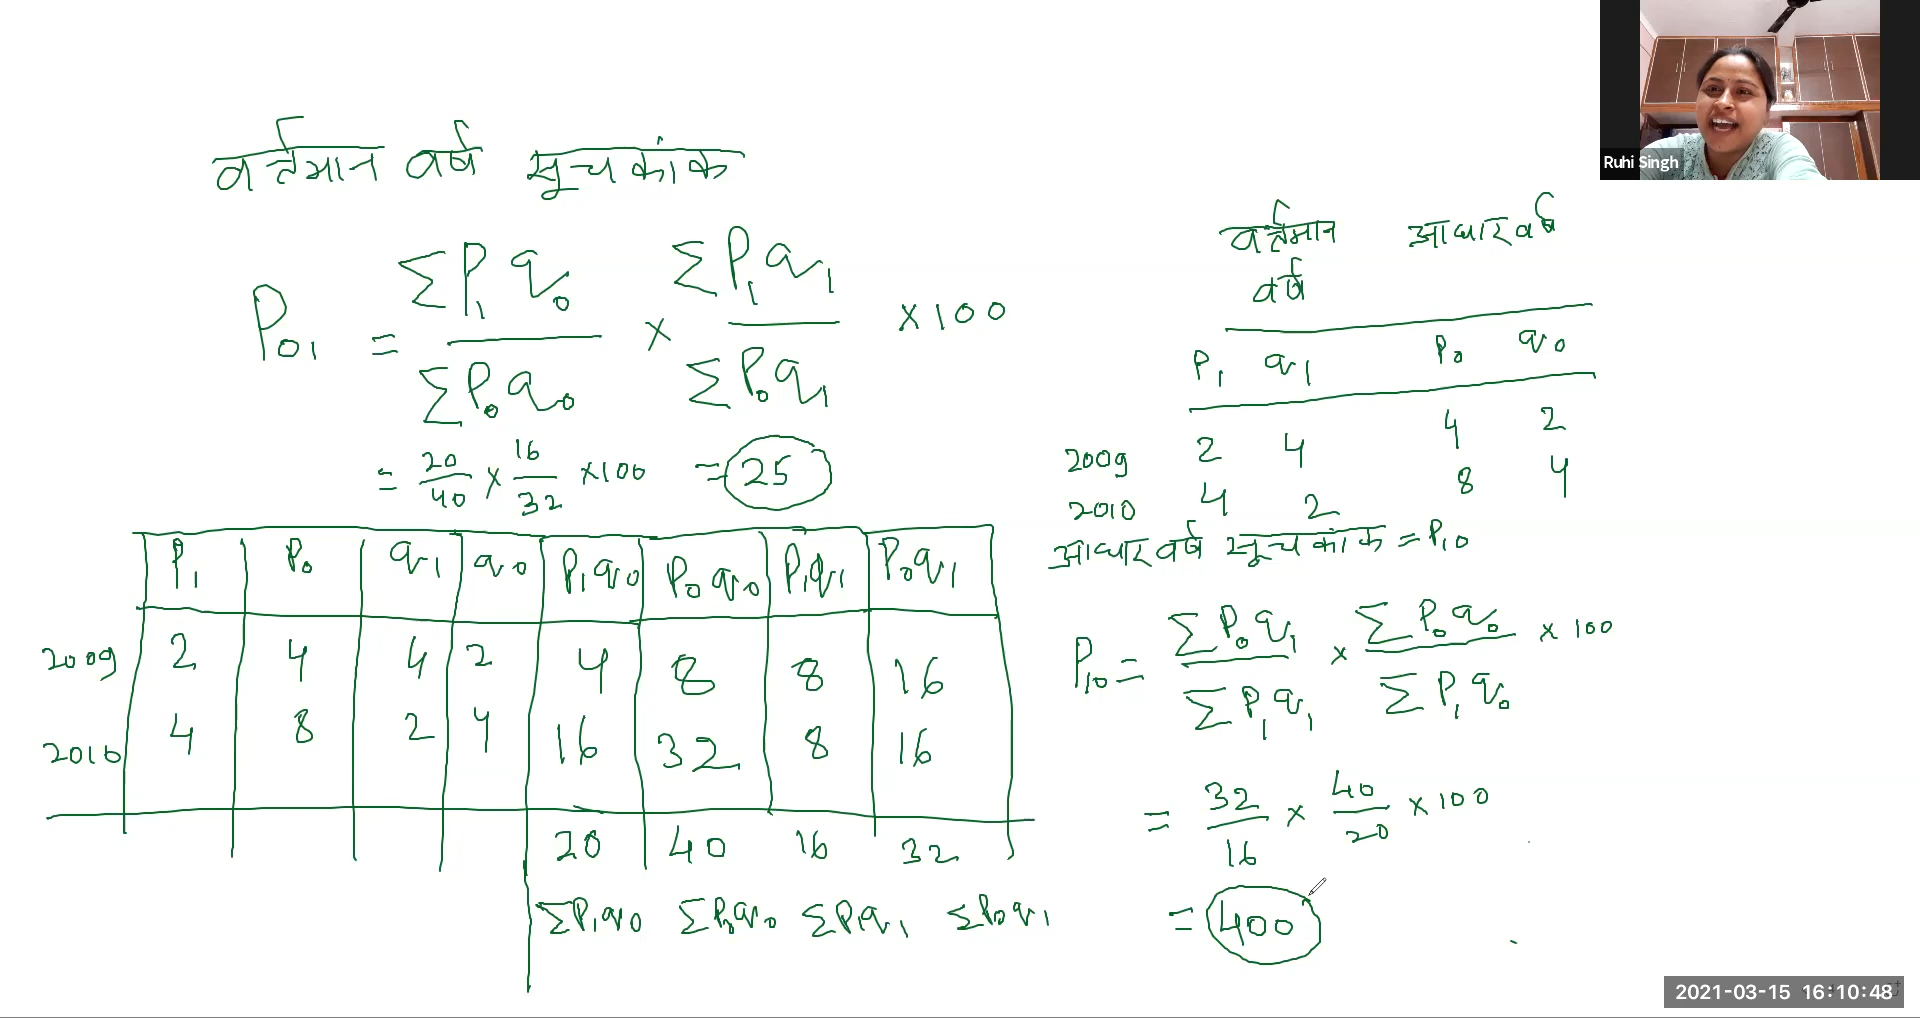 वर्तमान वर्ष सूचकांक
P₀₁ = ΣP₁q₀ / ΣP₀q₀ × ΣP₁q₁ / ΣP₀q₁ ×100
= 20/40 × 16/32 ×100 = 25
P₁ P₀ q₁ q₀ P₁q₀ P₀q₀ P₁q₁ P₀q₁
2009 2 4 4 2 4 8 8 16
2010 4 8 2 4 16 32 8 16
20 40 16 32
ΣP₁q₀ ΣP₀q₀ ΣP₁q₁ ΣP₀q₁
वर्तमान आधार वर्ष
वर्ष
P₁ q₁ P₀ q₀
2009 2 4 4 2
2010 4 2 8 4
आधार वर्ष सूचकांक = P₁₀
P₁₀ = ΣP₀q₁ / ΣP₁q₁ × ΣP₀q₀ / ΣP₁q₀ × 100
= 32/16 × 40/20 × 100
= 400
Ruhi Singh
2021-03-15 16:10:48